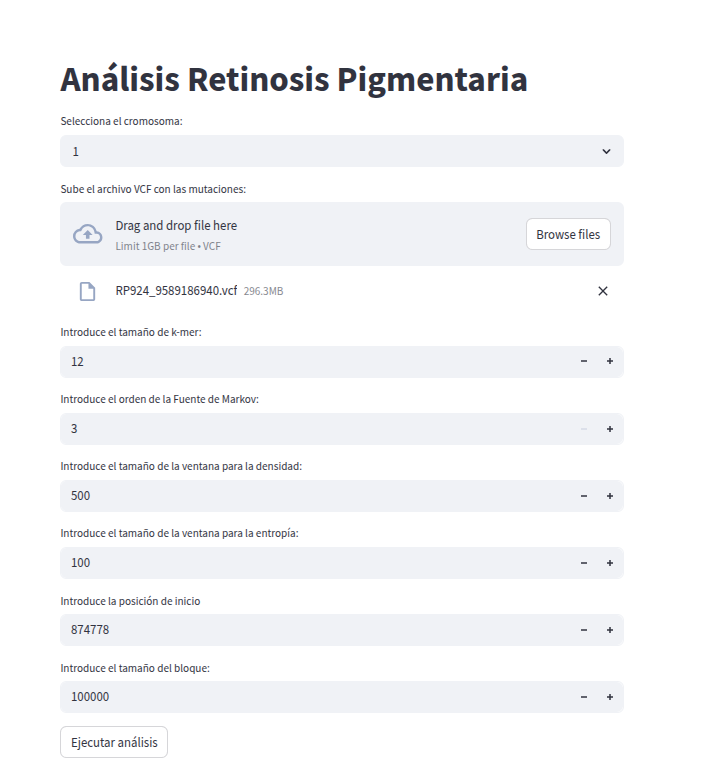 Análisis Retinosis Pigmentaria
Selecciona el cromosoma:
1
Sube el archivo VCF con las mutaciones:
Drag and drop file here
Limit 1GB per file • VCF
Browse files
RP924_9589186940.vcf 296.3MB
Introduce el tamaño de k-mer:
12
Introduce el orden de la Fuente de Markov:
3
Introduce el tamaño de la ventana para la densidad:
500
Introduce el tamaño de la ventana para la entropía:
100
Introduce la posición de inicio
874778
Introduce el tamaño del bloque:
100000
Ejecutar análisis